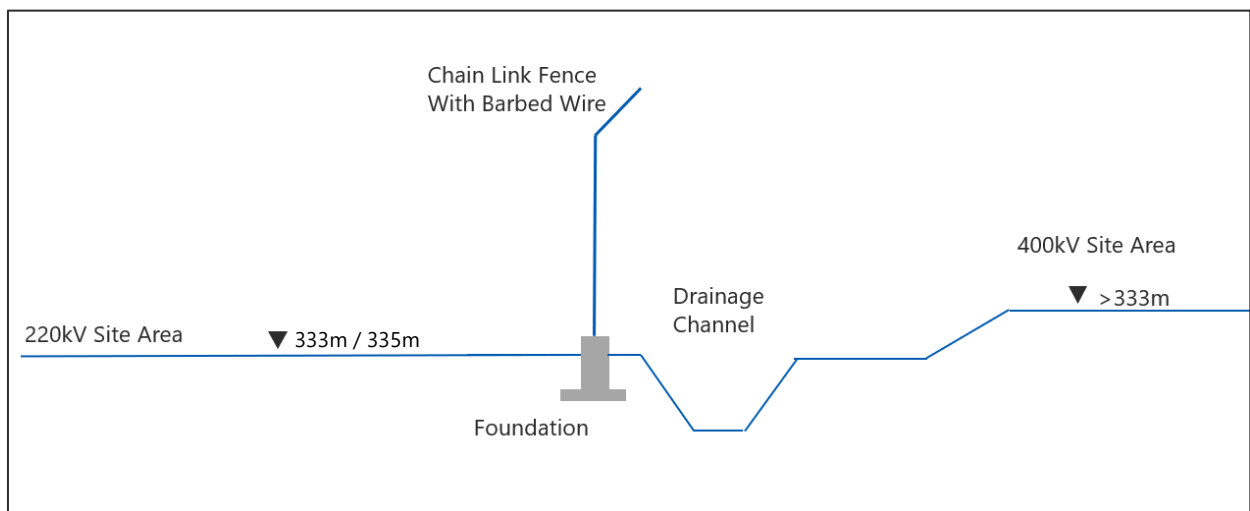 Chain Link Fence
With Barbed Wire
400kV Site Area
>333m
Drainage
Channel
220kV Site Area
333m / 335m
Foundation